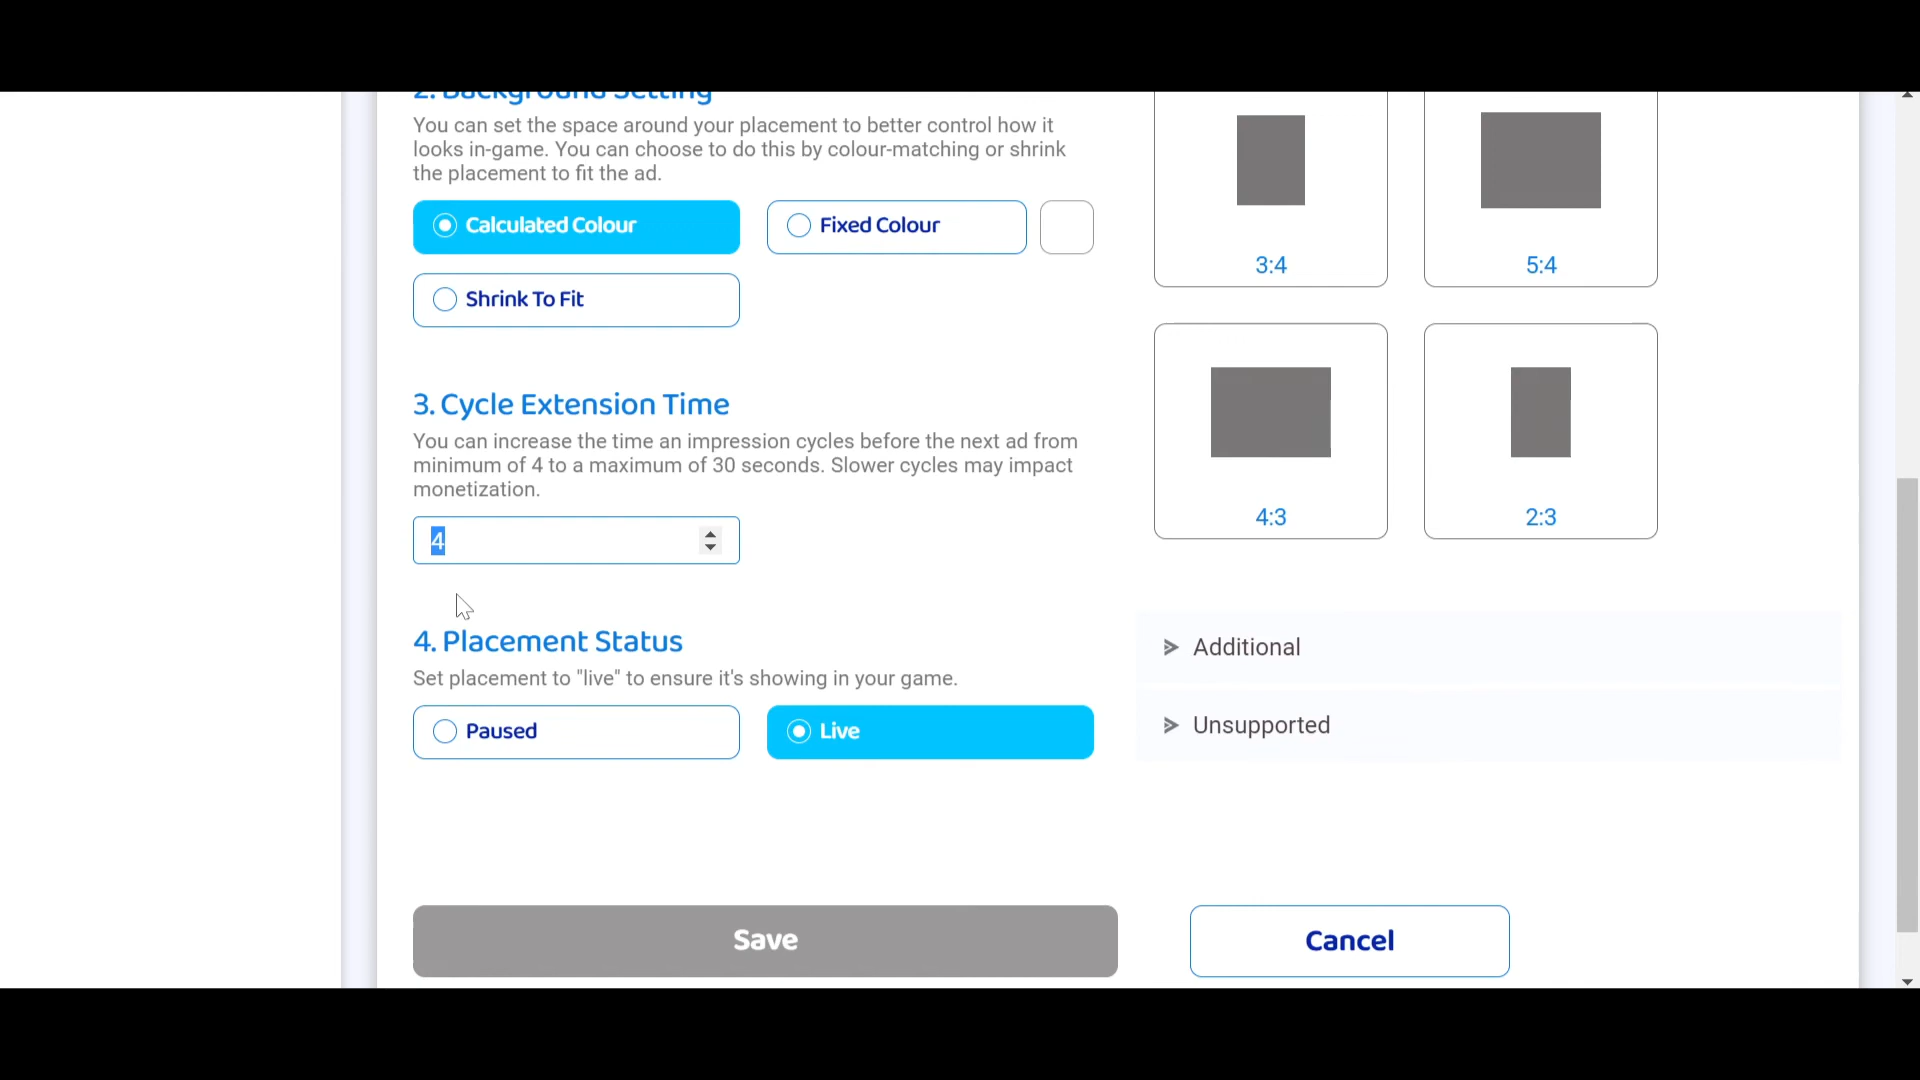 2. Background Setting
You can set the space around your placement to better control how it
looks in-game. You can choose to do this by colour-matching or shrink
the placement to fit the ad.
Calculated Colour
Fixed Colour
Shrink To Fit
3. Cycle Extension Time
You can increase the time an impression cycles before the next ad from
minimum of 4 to a maximum of 30 seconds. Slower cycles may impact
monetization.
4
4. Placement Status
Set placement to "live" to ensure it's showing in your game.
Paused
Live
3:4
5:4
4:3
2:3
Additional
Unsupported
Save
Cancel